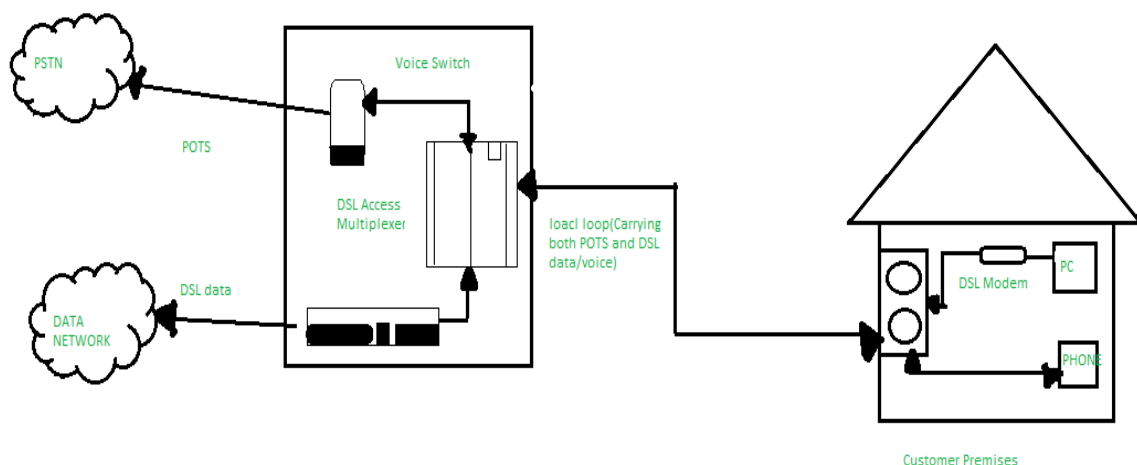 PSTN
Voice Switch
POTS
DSL Access
Multiplexer
loacl loop(Carrying
both POTS and DSL
data/voice)
DSL data
DATA
NETWORK
DSL Modem
PC
PHONE
Customer Premises